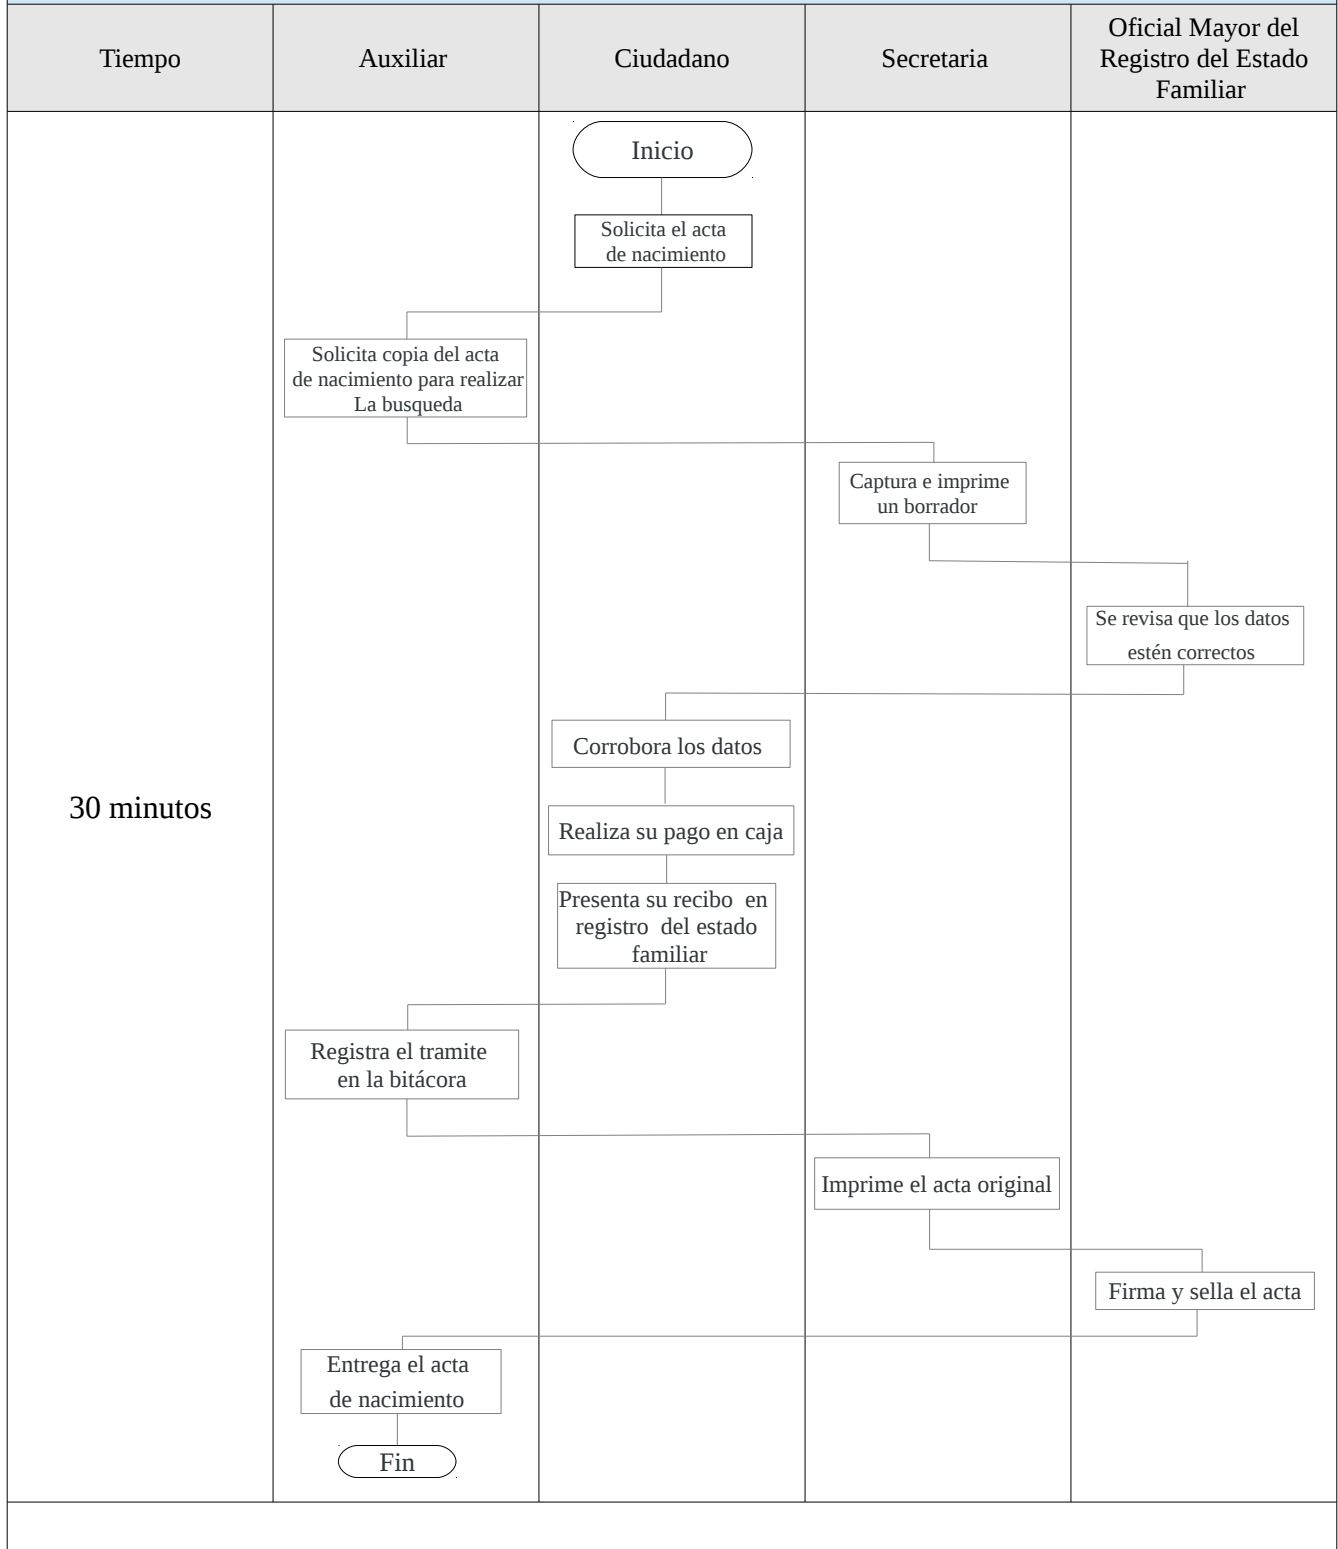 Tiempo
Auxiliar
Ciudadano
Secretaria
Oficial Mayor del
Registro del Estado
Familiar
Inicio
Solicita el acta
de nacimiento
Solicita copia del acta
de nacimiento para realizar
La busqueda
Captura e imprime
un borrador
Se revisa que los datos
estén correctos
Corrobora los datos
30 minutos
Realiza su pago en caja
Presenta su recibo en
registro del estado
familiar
Registra el tramite
en la bitácora
Imprime el acta original
Firma y sella el acta
Entrega el acta
de nacimiento
Fin